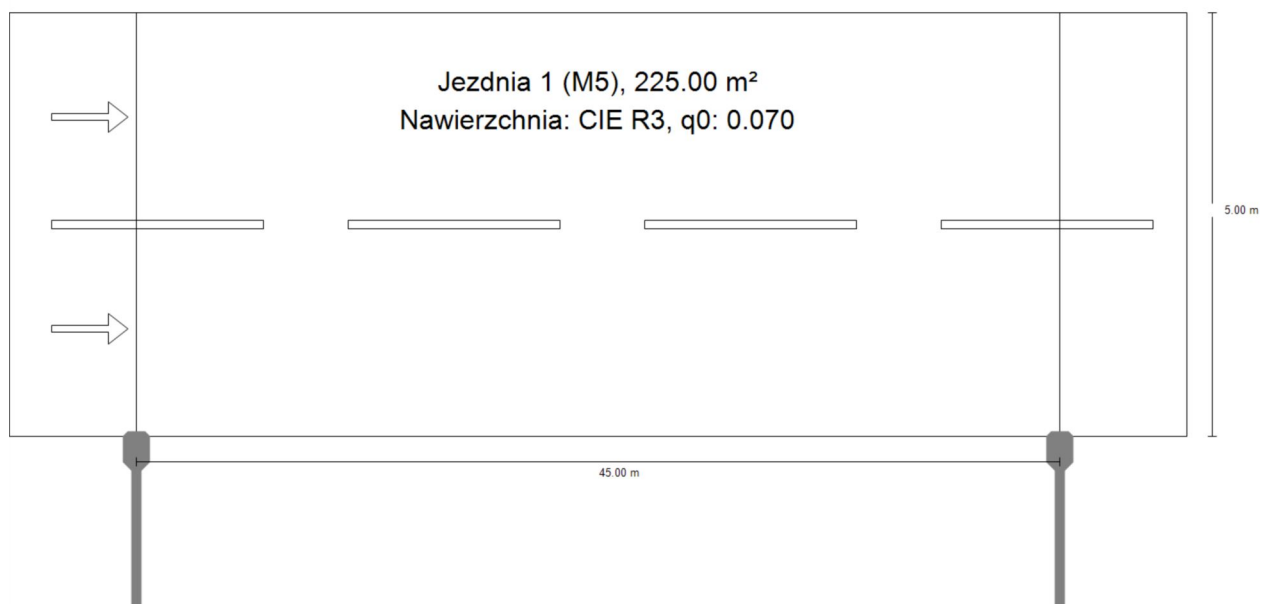 Jezdnia 1 (M5), 225.00 m²
Nawierzchnia: CIE R3, q0: 0.070
5.00 m
45.00 m